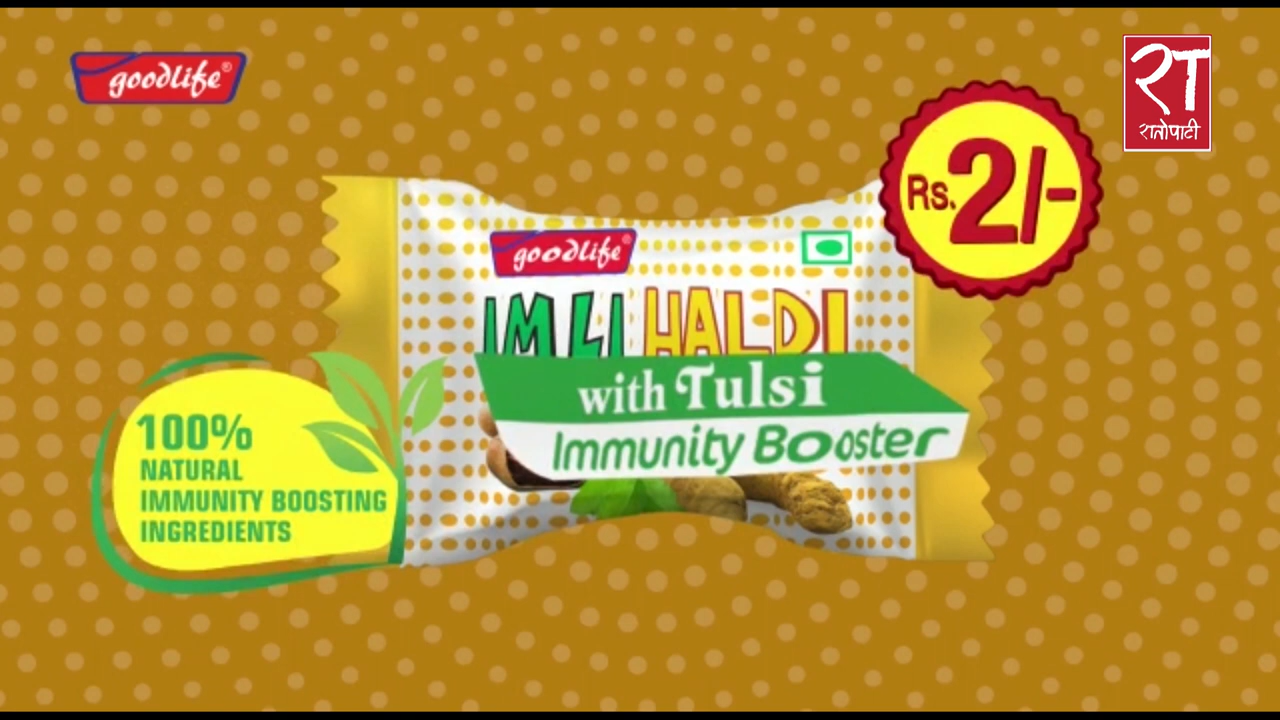 goodlife®
रा
रातोपाटी
Rs.2/-
goodlife®
IMLI HALDI
with Tulsi
Immunity Booster
100%
NATURAL
IMMUNITY BOOSTING
INGREDIENTS